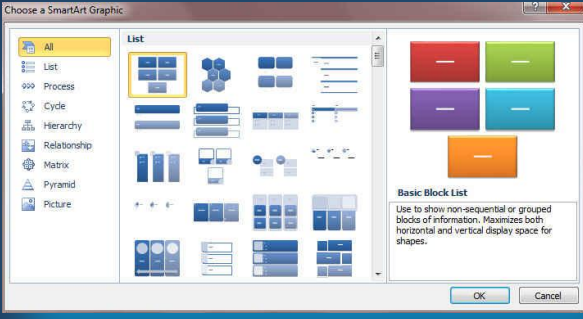 Choose a SmartArt Graphic
All
List
Process
Cycle
Hierarchy
Relationship
Matrix
Pyramid
Picture
List
Basic Block List
Use to show non-sequential or grouped
blocks of information. Maximizes both
horizontal and vertical display space for
shapes.
OK
Cancel